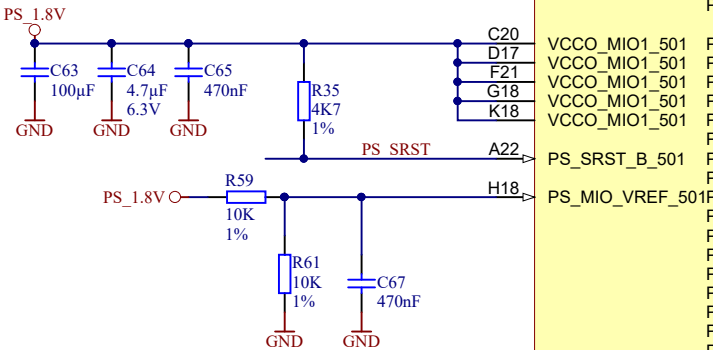 PS_1.8V
C20
VCCO_MIO1_501
D17
VCCO_MIO1_501
F21
VCCO_MIO1_501
G18
VCCO_MIO1_501
K18
VCCO_MIO1_501
C63
100µF
C64
4.7µF
6.3V
C65
470nF
R35
4K7
1%
GND
GND
GND
PS_SRST
A22
PS_SRST_B_501
PS_1.8V
R59
10K
1%
H18
PS_MIO_VREF_501
R61
10K
1%
C67
470nF
GND
GND